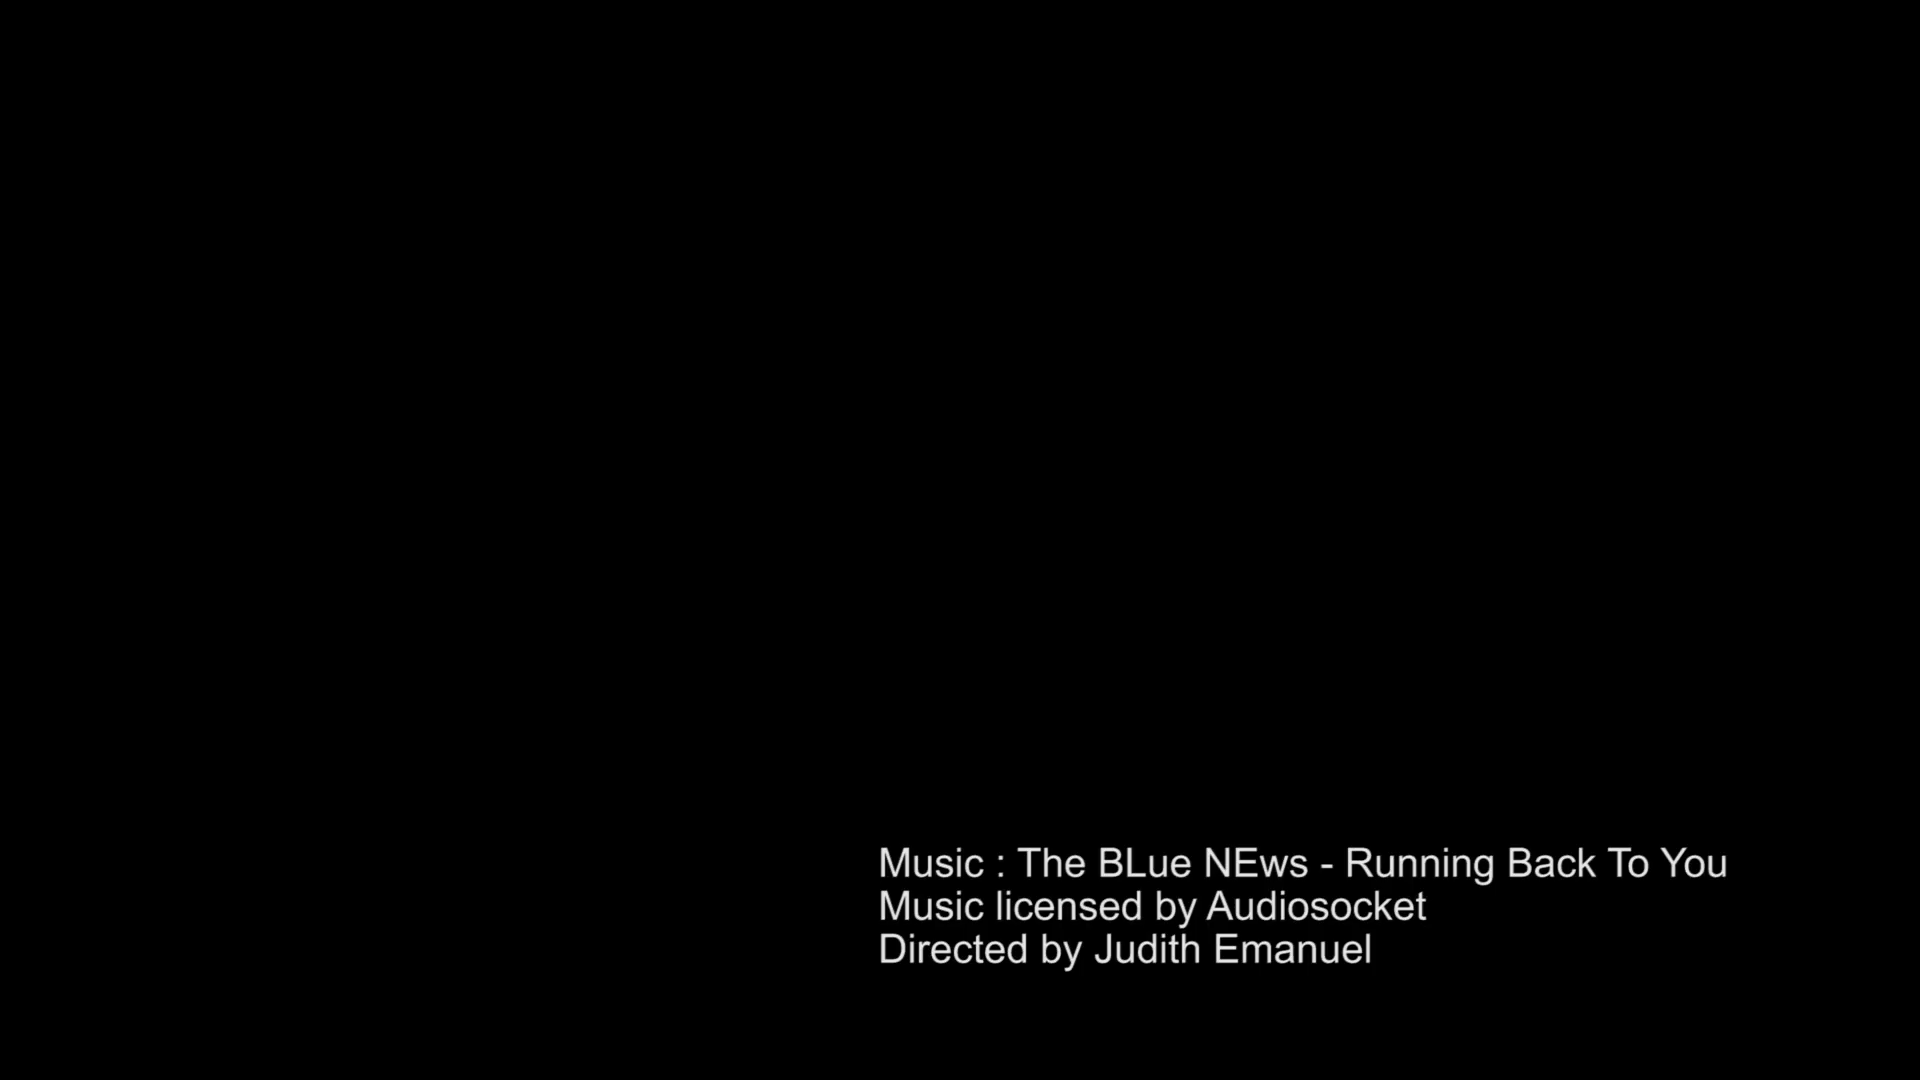 Music : The BLue NEws - Running Back To You
Music licensed by Audiosocket
Directed by Judith Emanuel